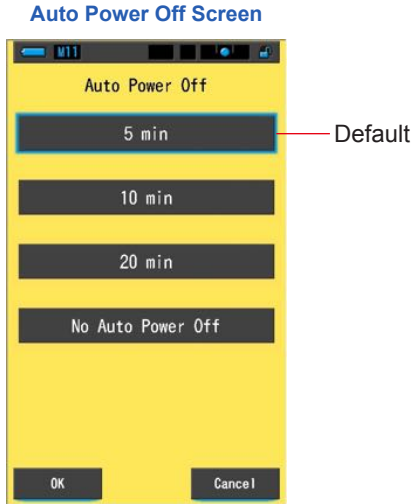 Auto Power Off Screen
M11
Auto Power Off
5 min
Default
10 min
20 min
No Auto Power Off
OK
Cancel